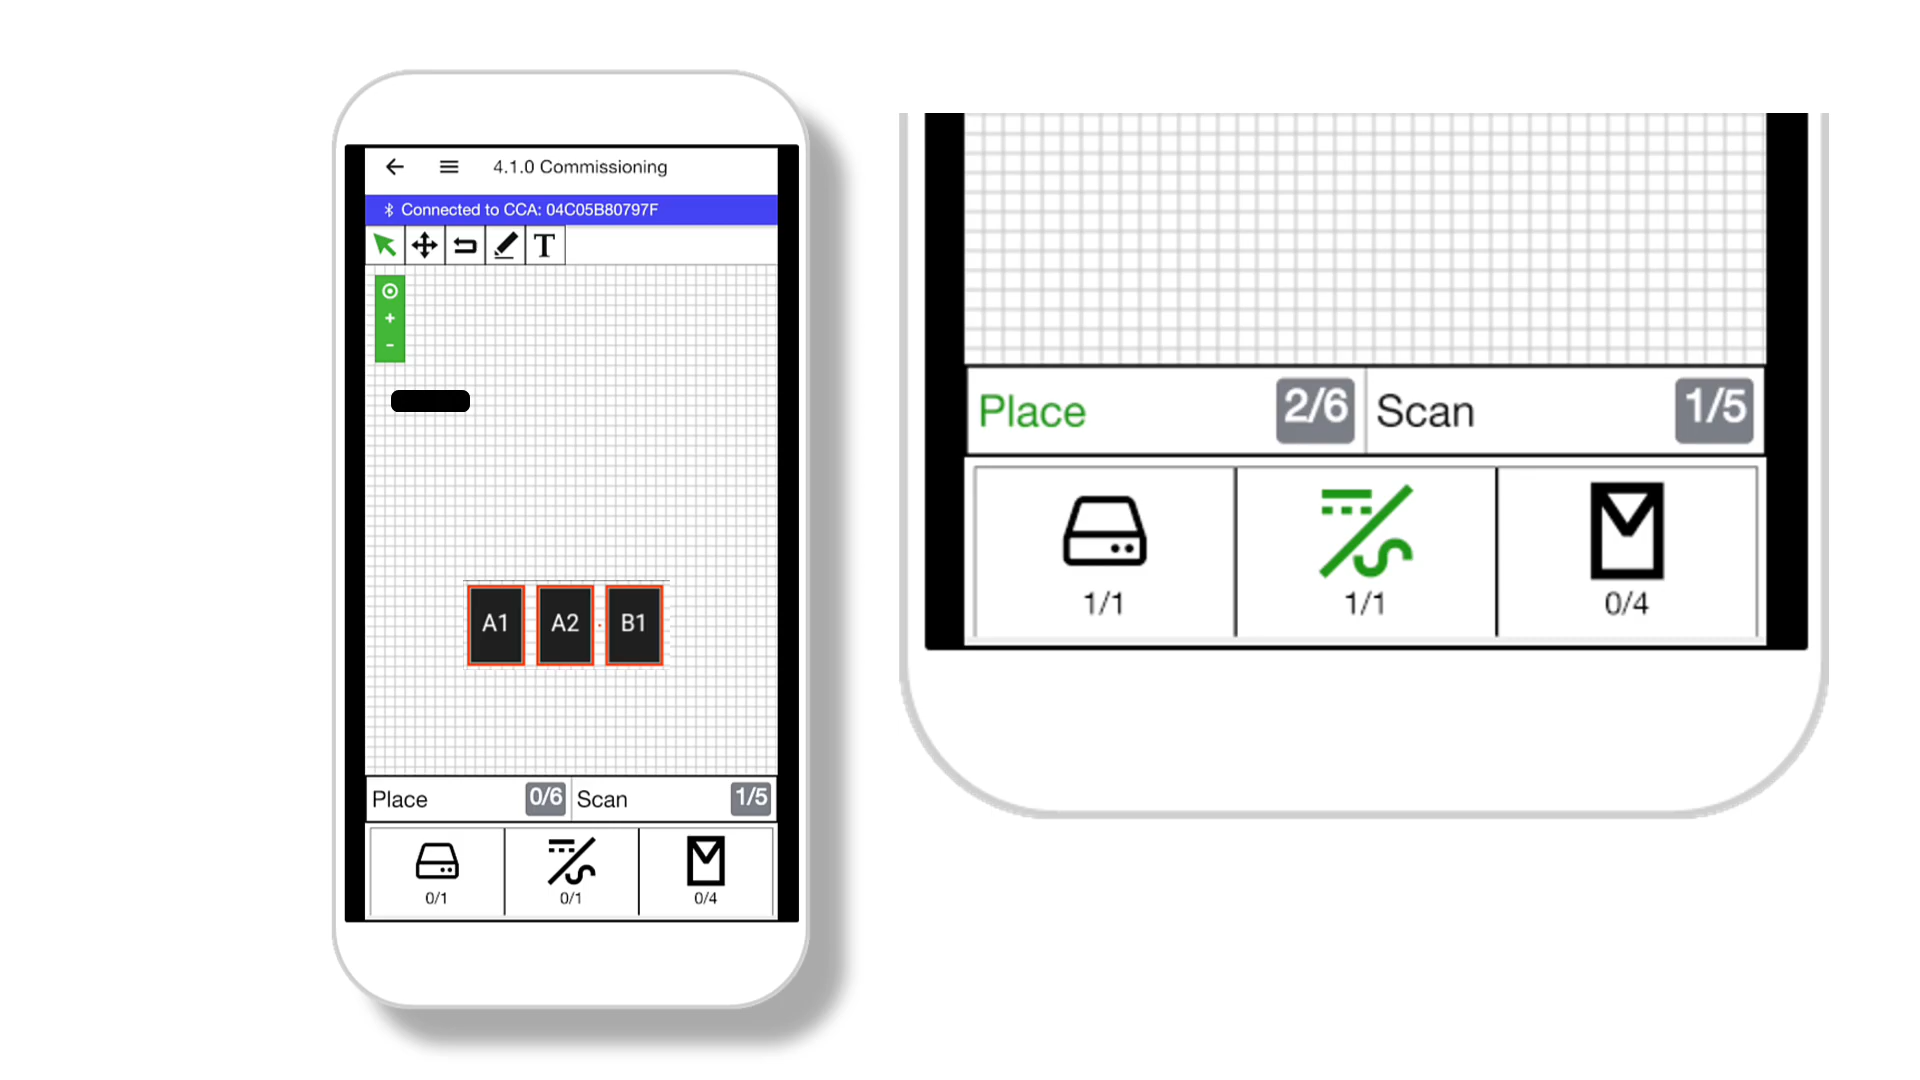 4.1.0 Commissioning
Connected to CCA: 04C05B80797F
T
+
-
A1 A2 B1
Place 0/6 Scan 1/5
0/1 0/1 0/4
Place 2/6 Scan 1/5
1/1 1/1 0/4